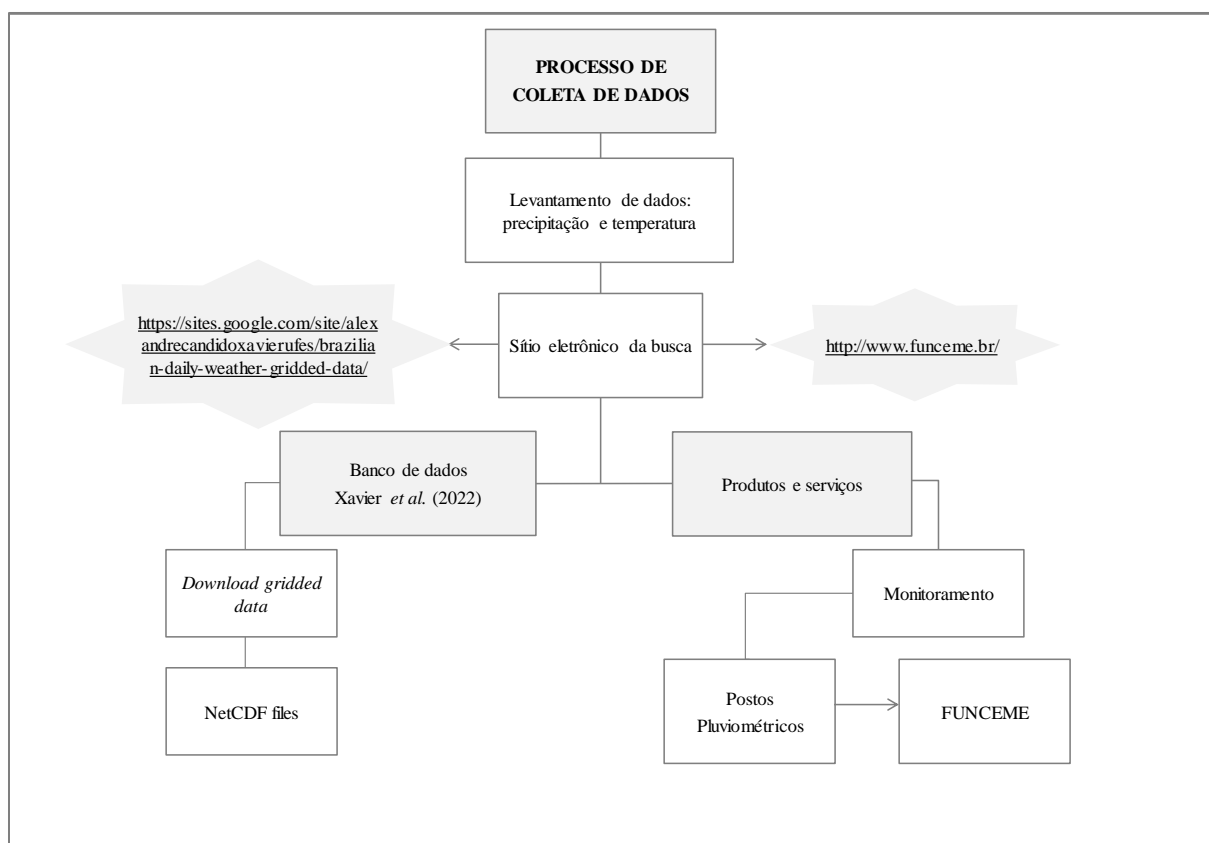 PROCESSO DE
COLETA DE DADOS
Levantamento de dados:
precipitação e temperatura
https://sites.google.com/site/alex
andrecandidoxavierufes/brazilia
n-daily-weather-gridded-data/
Sítio eletrônico da busca
http://www.funceme.br/
Banco de dados
Xavier et al. (2022)
Produtos e serviços
Download gridded
data
Monitoramento
NetCDF files
Postos
Pluviométricos
FUNCEME